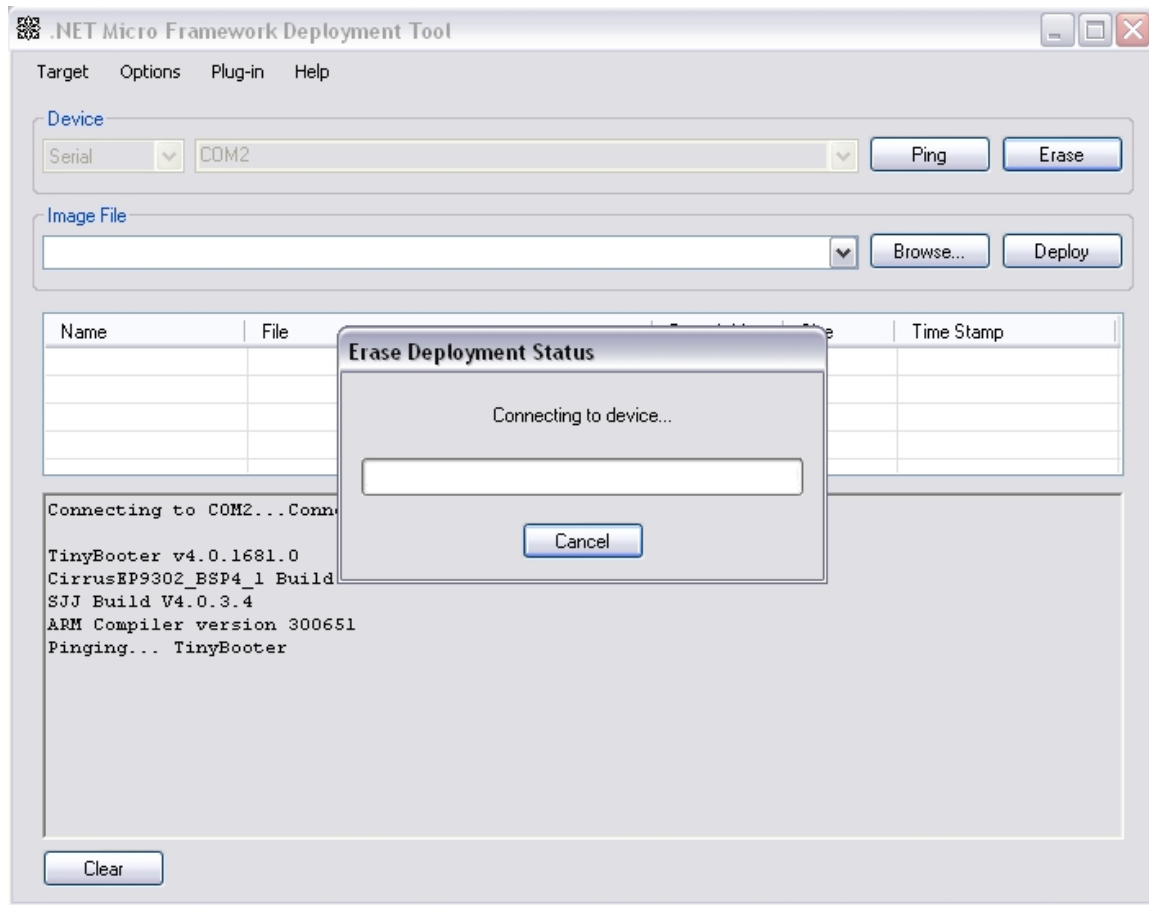 .NET Micro Framework Deployment Tool
Target Options Plug-in Help
Device
Serial COM2 Ping Erase
Image File
Browse... Deploy
Name File Time Stamp
Erase Deployment Status
Connecting to device...
Cancel
Connecting to COM2...
TinyBooter v4.0.1681.0
CirrusEP9302_BSP4_1 Build
SJJ Build V4.0.3.4
ARM Compiler version 300651
Pinging... TinyBooter
Clear